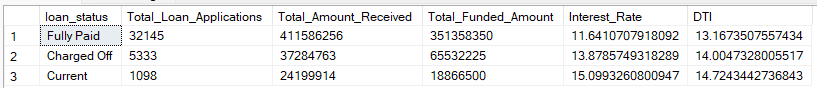 loan_status Total_Loan_Applications Total_Amount_Received Total_Funded_Amount Interest_Rate DTI
1 Fully Paid 32145 411586256 351358350 11.6410707918092 13.1673507557434
2 Charged Off 5333 37284763 65532225 13.8785749318289 14.0047328005517
3 Current 1098 24199914 18866500 15.0993260800947 14.7243442736843